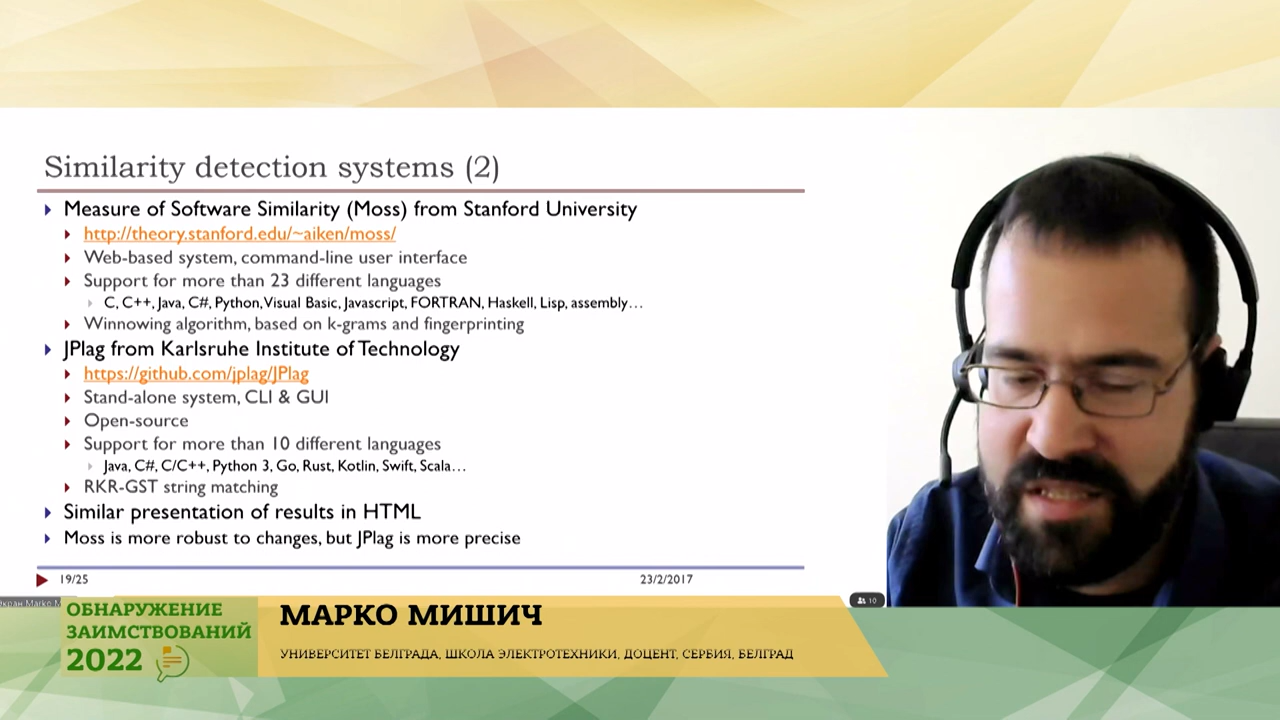 Similarity detection systems (2)
Measure of Software Similarity (Moss) from Stanford University
http://theory.stanford.edu/~aiken/moss/
Web-based system, command-line user interface
Support for more than 23 different languages
C, C++, Java, C#, Python, Visual Basic, Javascript, FORTRAN, Haskell, Lisp, assembly…
Winnowing algorithm, based on k-grams and fingerprinting
JPlag from Karlsruhe Institute of Technology
https://github.com/jplag/JPlag
Stand-alone system, CLI & GUI
Open-source
Support for more than 10 different languages
Java, C#, C/C++, Python 3, Go, Rust, Kotlin, Swift, Scala…
RKR-GST string matching
Similar presentation of results in HTML
Moss is more robust to changes, but JPlag is more precise
19/25
23/2/2017
10
ОБНАРУЖЕНИЕ
ЗАИМСТВОВАНИЙ
2022
МАРКО МИШИЧ
УНИВЕРСИТЕТ БЕЛГРАДА, ШКОЛА ЭЛЕКТРОТЕХНИКИ, ДОЦЕНТ, СЕРБИЯ, БЕЛГРАД